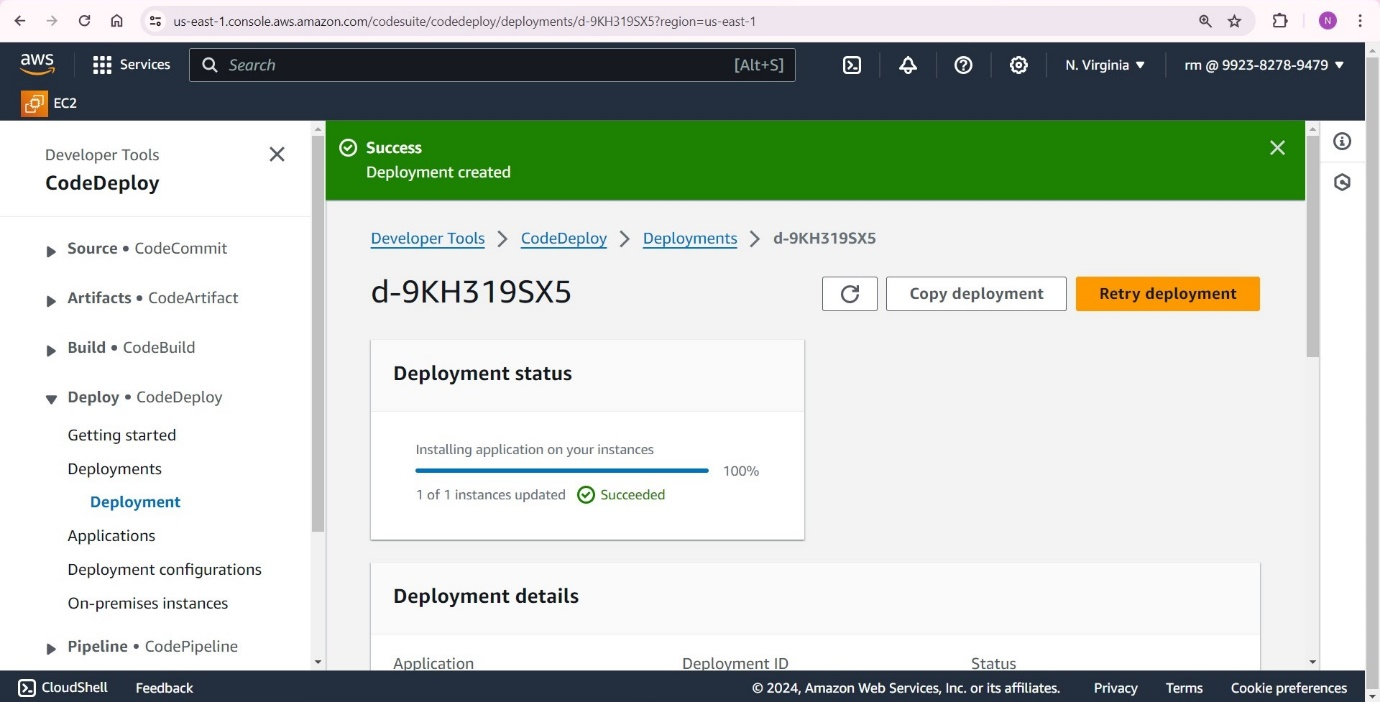 us-east-1.console.aws.amazon.com/codesuite/codedeploy/deployments/d-9KH319SX5?region=us-east-1
N
aws
Services
Search
[Alt+S]
N. Virginia
rm @ 9923-8278-9479
EC2
Developer Tools
CodeDeploy
Source • CodeCommit
Artifacts • CodeArtifact
Build • CodeBuild
Deploy • CodeDeploy
Getting started
Deployments
Deployment
Applications
Deployment configurations
On-premises instances
Pipeline • CodePipeline
Success
Deployment created
Developer Tools > CodeDeploy > Deployments > d-9KH319SX5
d-9KH319SX5
Copy deployment
Retry deployment
Deployment status
Installing application on your instances
100%
1 of 1 instances updated
Succeeded
Deployment details
Application
Deployment ID
Status
CloudShell
Feedback
© 2024, Amazon Web Services, Inc. or its affiliates.
Privacy
Terms
Cookie preferences